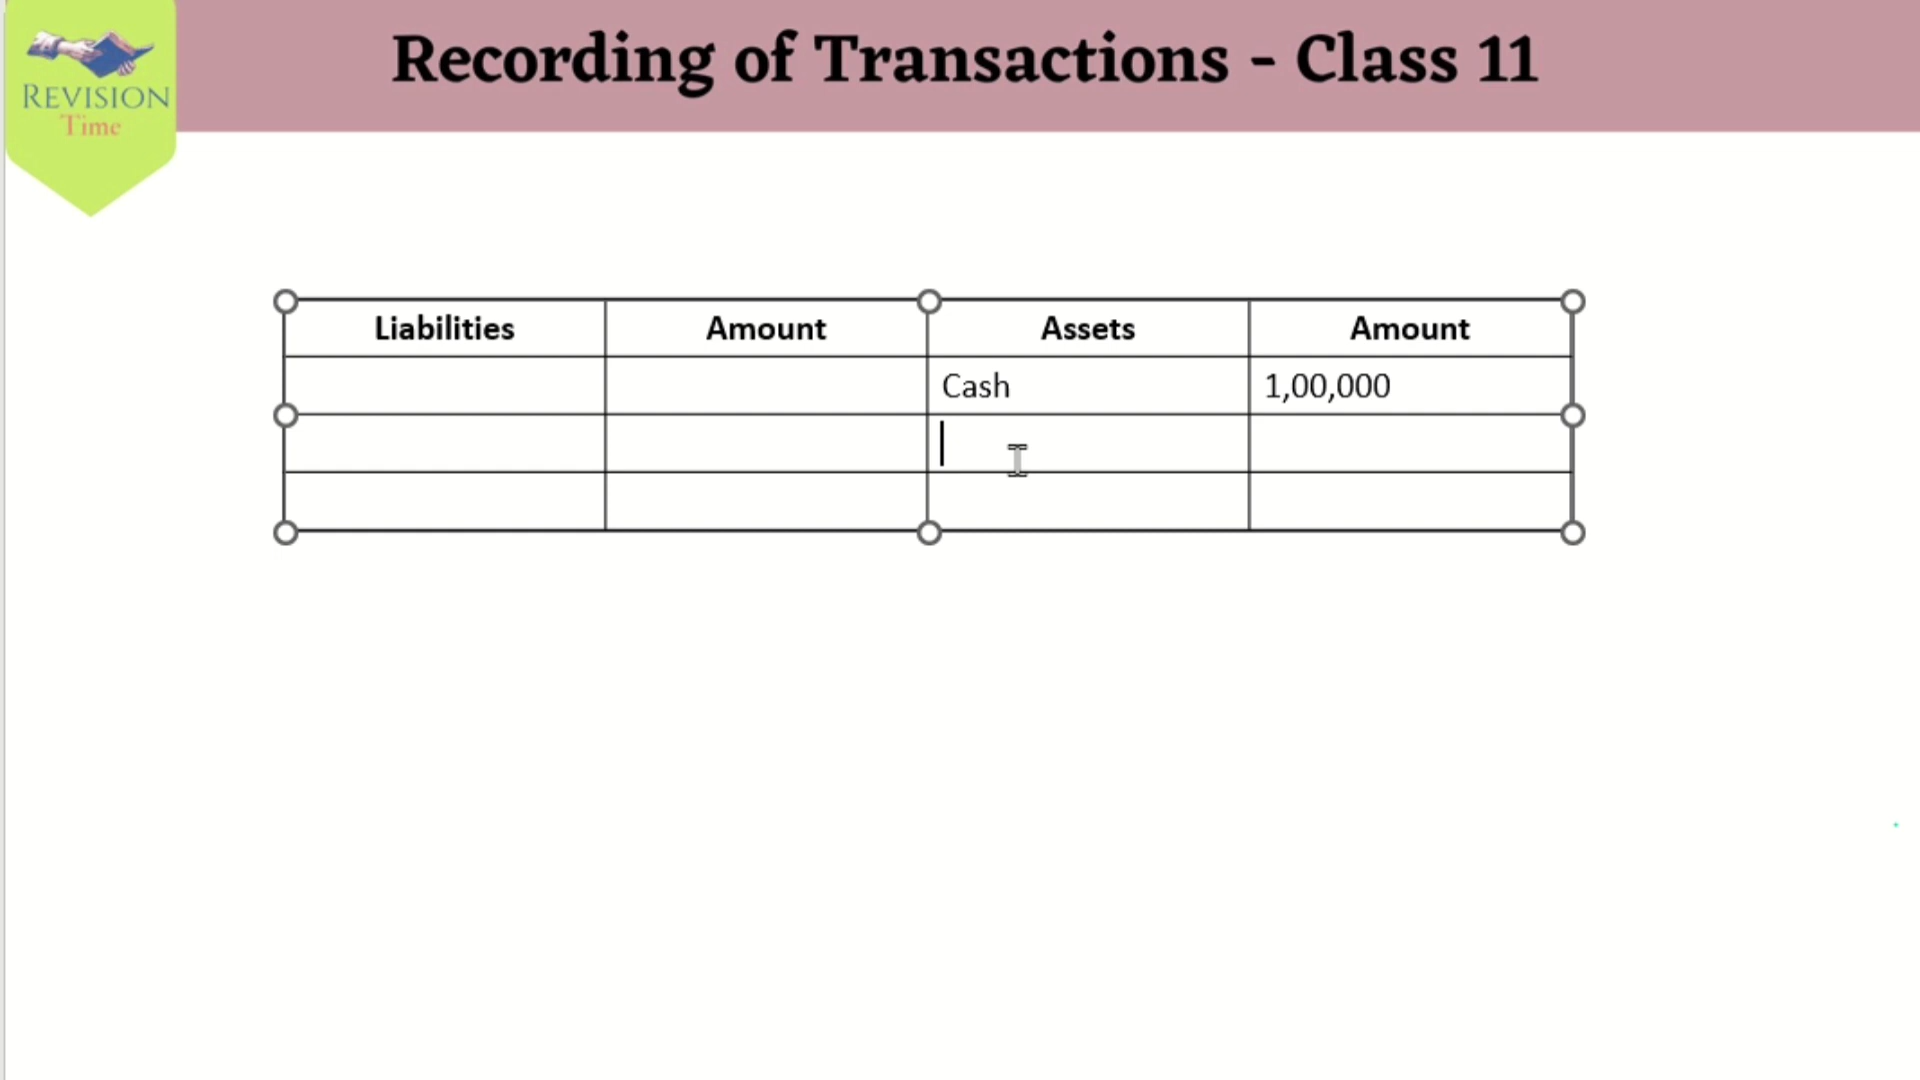 REVISION
Time
Recording of Transactions - Class 11
Liabilities Amount Assets Amount
Cash 1,00,000